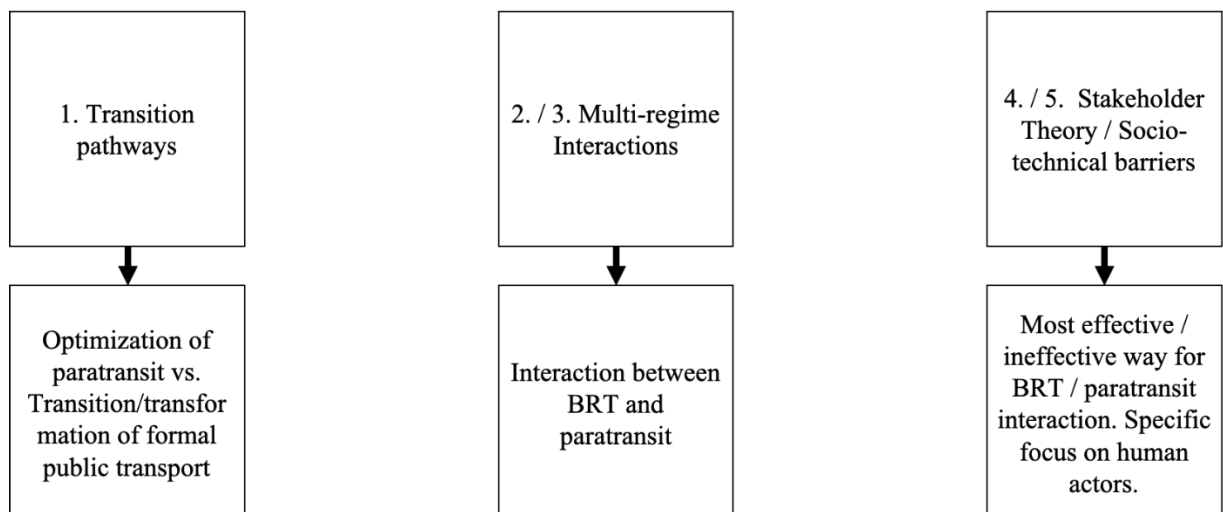 1. Transition
pathways
2. / 3. Multi-regime
Interactions
4. / 5. Stakeholder
Theory / Socio-
technical barriers
Optimization of
paratransit vs.
Transition/transfor
mation of formal
public transport
Interaction between
BRT and
paratransit
Most effective /
ineffective way for
BRT / paratransit
interaction. Specific
focus on human
actors.